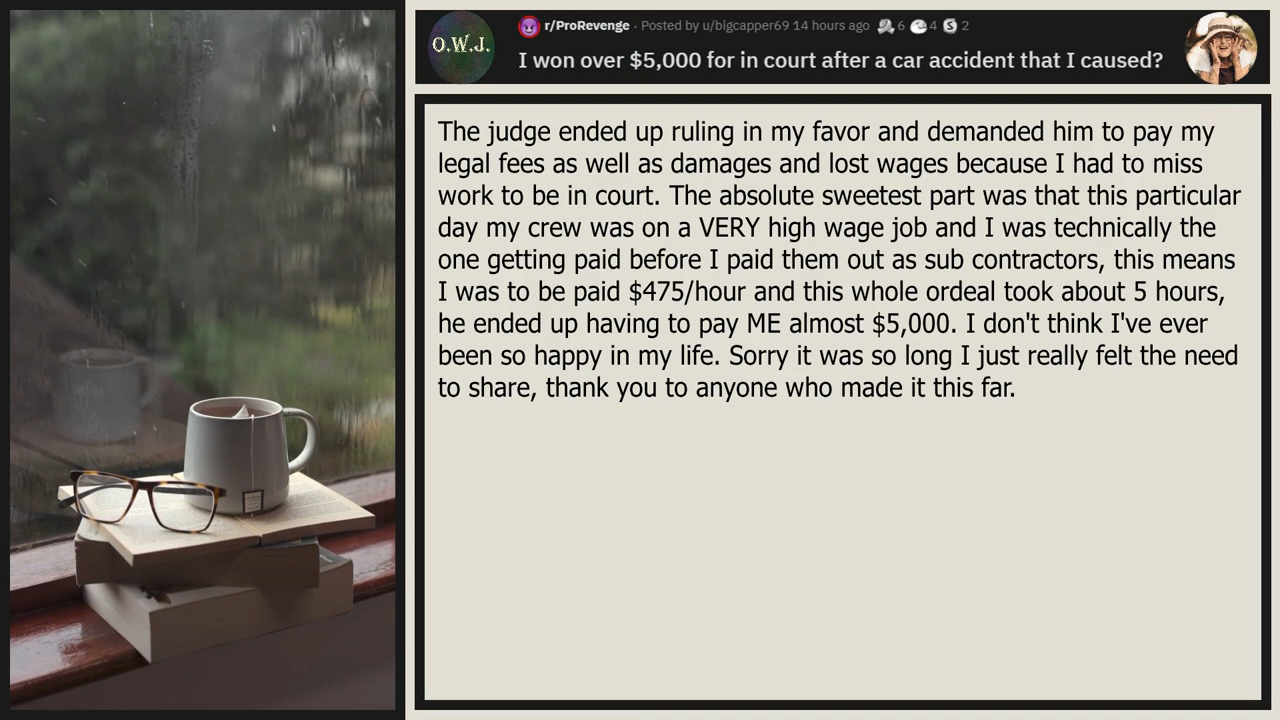 O.W.J.
r/ProRevenge · Posted by u/bigcapper69 14 hours ago 6 4 S 2
I won over $5,000 for in court after a car accident that I caused?
The judge ended up ruling in my favor and demanded him to pay my
legal fees as well as damages and lost wages because I had to miss
work to be in court. The absolute sweetest part was that this particular
day my crew was on a VERY high wage job and I was technically the
one getting paid before I paid them out as sub contractors, this means
I was to be paid $475/hour and this whole ordeal took about 5 hours,
he ended up having to pay ME almost $5,000. I don't think I've ever
been so happy in my life. Sorry it was so long I just really felt the need
to share, thank you to anyone who made it this far.